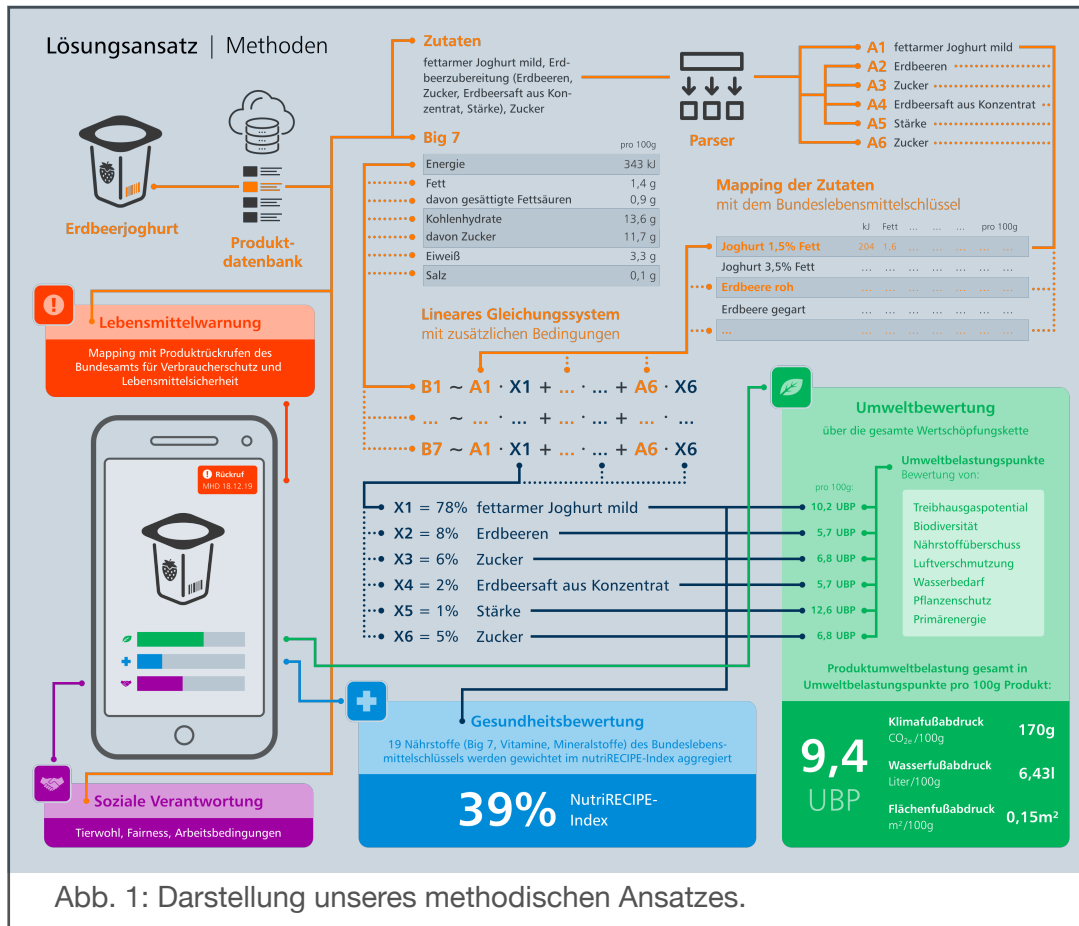 Lösungsansatz | Methoden
Erdbeerjoghurt
Produkt-
datenbank
Zutaten
fettarmer Joghurt mild, Erd-
beerzubereitung (Erdbeeren,
Zucker, Erdbeersaft aus Kon-
zentrat, Stärke), Zucker
Parser
A1 fettarmer Joghurt mild
A2 Erdbeeren
A3 Zucker
A4 Erdbeersaft aus Konzentrat
A5 Stärke
A6 Zucker
Big 7
pro 100g
Energie 343 kJ
Fett 1,4 g
davon gesättigte Fettsäuren 0,9 g
Kohlenhydrate 13,6 g
davon Zucker 11,7 g
Eiweiß 3,3 g
Salz 0,1 g
Mapping der Zutaten
mit dem Bundeslebensmittelschlüssel
kJ Fett ... ... ... pro 100g
Joghurt 1,5% Fett 204 1,6 ... ... ... ... ...
Joghurt 3,5% Fett ... ... ... ... ... ... ...
Erdbeere roh ... ... ... ... ... ... ...
Erdbeere gegart ... ... ... ... ... ... ...
... ... ... ... ... ... ... ...
Lebensmittelwarnung
Mapping mit Produktrückrufen des
Bundesamts für Verbraucherschutz und
Lebensmittelsicherheit
Lineares Gleichungssystem
mit zusätzlichen Bedingungen
B1 ~ A1 · X1 + ... · ... + A6 · X6
... ~ ... · ... + ... · ... + ... · ...
B7 ~ A1 · X1 + ... · ... + A6 · X6
X1 = 78% fettarmer Joghurt mild
X2 = 8% Erdbeeren
X3 = 6% Zucker
X4 = 2% Erdbeersaft aus Konzentrat
X5 = 1% Stärke
X6 = 5% Zucker
Rückruf
MHD 18.12.19
Umweltbewertung
über die gesamte Wertschöpfungskette
Umweltbelastungspunkte
Bewertung von:
pro 100g:
10,2 UBP
5,7 UBP
6,8 UBP
5,7 UBP
12,6 UBP
6,8 UBP
Treibhausgaspotential
Biodiversität
Nährstoffüberschuss
Luftverschmutzung
Wasserbedarf
Pflanzenschutz
Primärenergie
Produktumweltbelastung gesamt in
Umweltbelastungspunkte pro 100g Produkt:
9,4
UBP
Klimafußabdruck
CO2e /100g
170g
Wasserfußabdruck
Liter/100g
6,43l
Flächenfußabdruck
m²/100g
0,15m²
Gesundheitsbewertung
19 Nährstoffe (Big 7, Vitamine, Mineralstoffe) des Bundeslebens-
mittelschlüssels werden gewichtet im nutriRECIPE-Index aggregiert
39%
NutriRECIPE-
Index
Soziale Verantwortung
Tierwohl, Fairness, Arbeitsbedingungen
Abb. 1: Darstellung unseres methodischen Ansatzes.